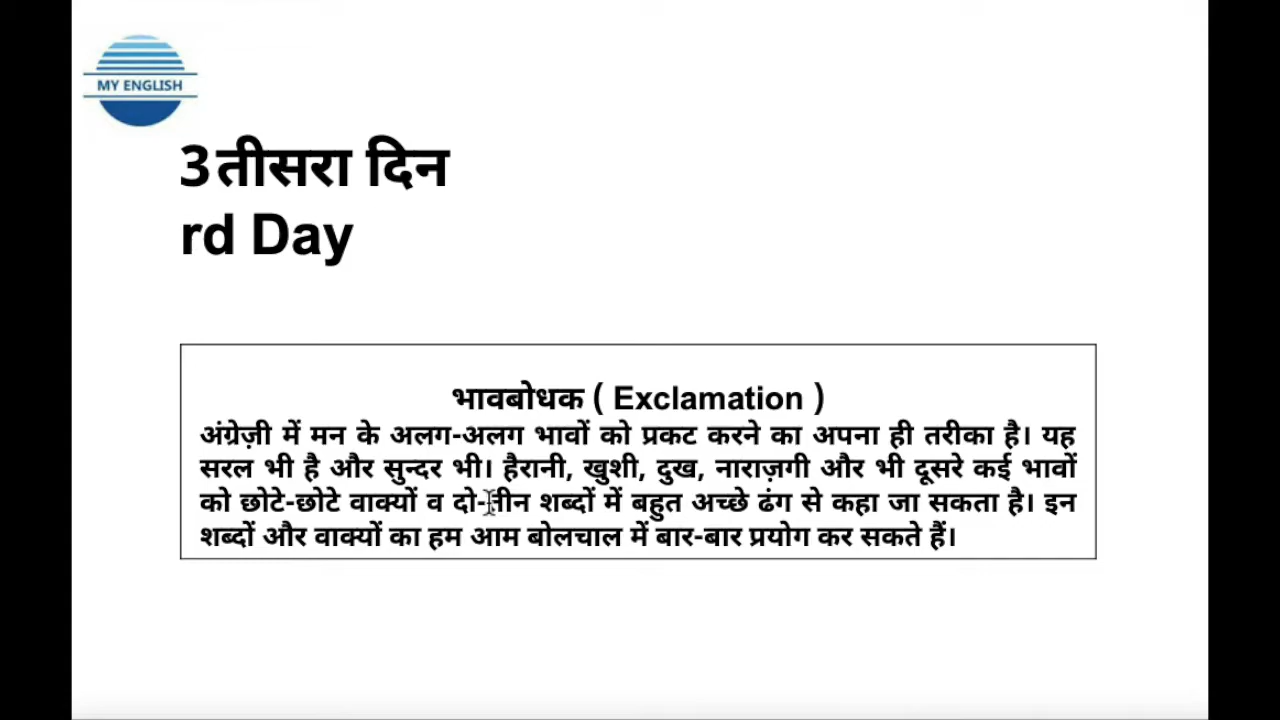 MY ENGLISH
3तीसरा दिन
rd Day
भावबोधक ( Exclamation )
अंग्रेज़ी में मन के अलग-अलग भावों को प्रकट करने का अपना ही तरीका है। यह
सरल भी है और सुन्दर भी। हैरानी, खुशी, दुख, नाराज़गी और भी दूसरे कई भावों
को छोटे-छोटे वाक्यों व दो-तीन शब्दों में बहुत अच्छे ढंग से कहा जा सकता है। इन
शब्दों और वाक्यों का हम आम बोलचाल में बार-बार प्रयोग कर सकते हैं।